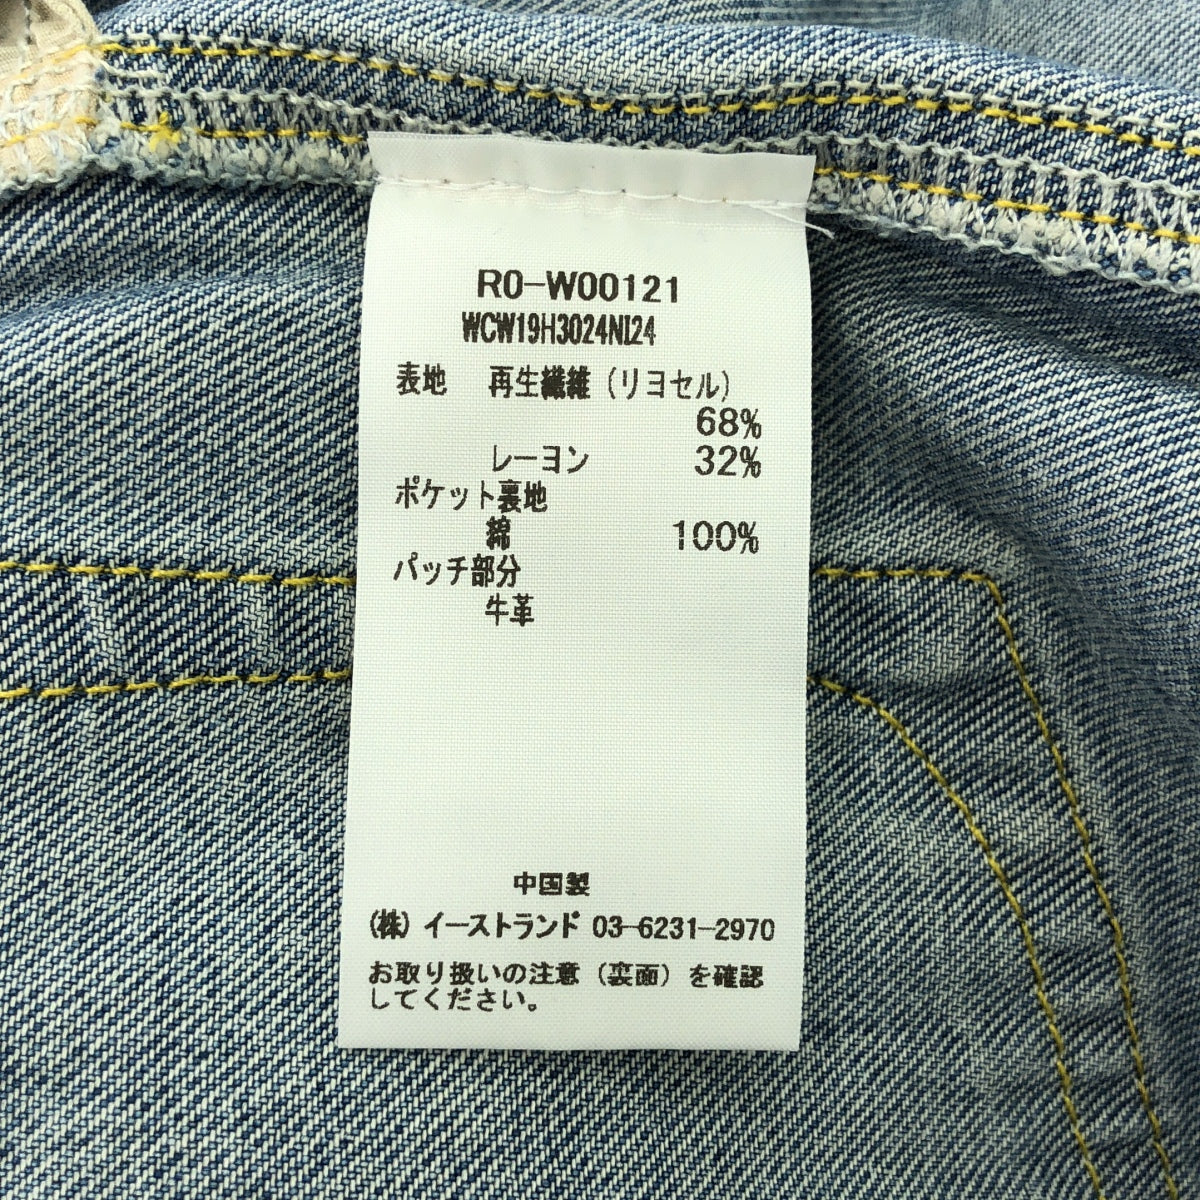 RO-W00121
WCW19H3024NI24
表地 再生繊維（リヨセル）
68%
レーヨン 32%
ポケット裏地
綿 100%
パッチ部分
牛革
中国製
(株) イーストランド 03-6231-2970
お取り扱いの注意（裏面）を確認
してください。